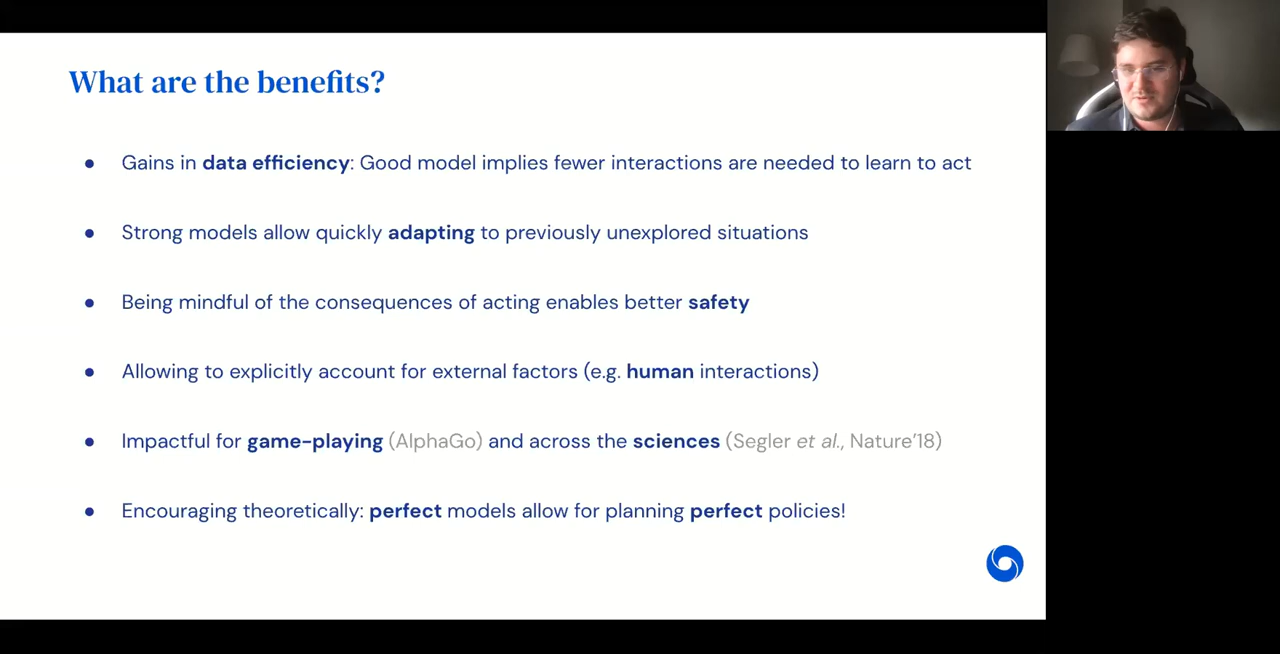 What are the benefits?
● Gains in data efficiency: Good model implies fewer interactions are needed to learn to act
● Strong models allow quickly adapting to previously unexplored situations
● Being mindful of the consequences of acting enables better safety
● Allowing to explicitly account for external factors (e.g. human interactions)
● Impactful for game-playing (AlphaGo) and across the sciences (Segler et al., Nature'18)
● Encouraging theoretically: perfect models allow for planning perfect policies!